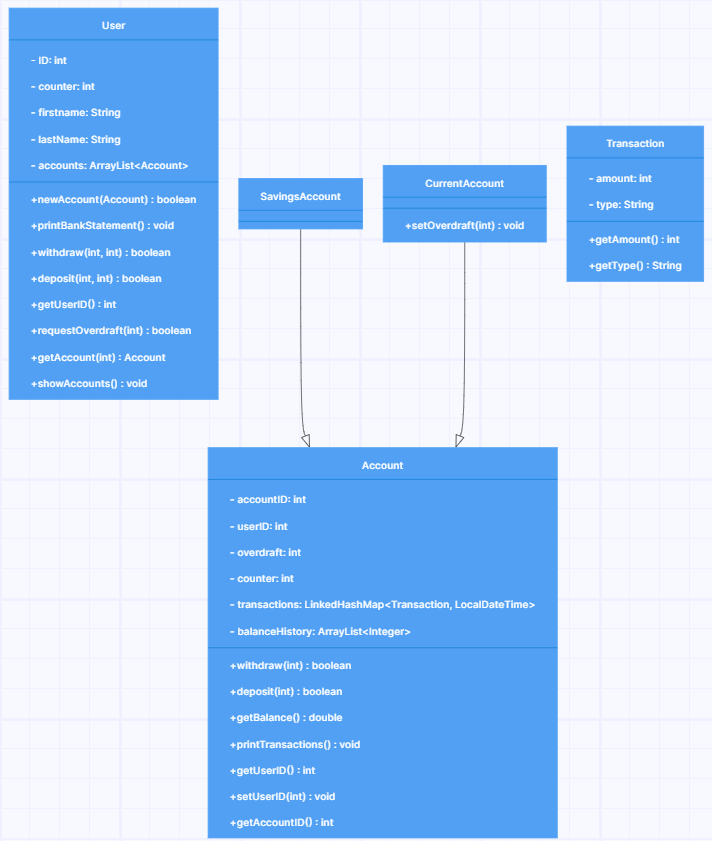 User
- ID: int
- counter: int
- firstname: String
- lastName: String
- accounts: ArrayList<Account>
+newAccount(Account) : boolean
+printBankStatement() : void
+withdraw(int, int) : boolean
+deposit(int, int) : boolean
+getUserID() : int
+requestOverdraft(int) : boolean
+getAccount(int) : Account
+showAccounts() : void
SavingsAccount
CurrentAccount
+setOverdraft(int) : void
Transaction
- amount: int
- type: String
+getAmount() : int
+getType() : String
Account
- accountID: int
- userID: int
- overdraft: int
- counter: int
- transactions: LinkedHashMap<Transaction, LocalDateTime>
- balanceHistory: ArrayList<Integer>
+withdraw(int) : boolean
+deposit(int) : boolean
+getBalance() : double
+printTransactions() : void
+getUserID() : int
+setUserID(int) : void
+getAccountID() : int